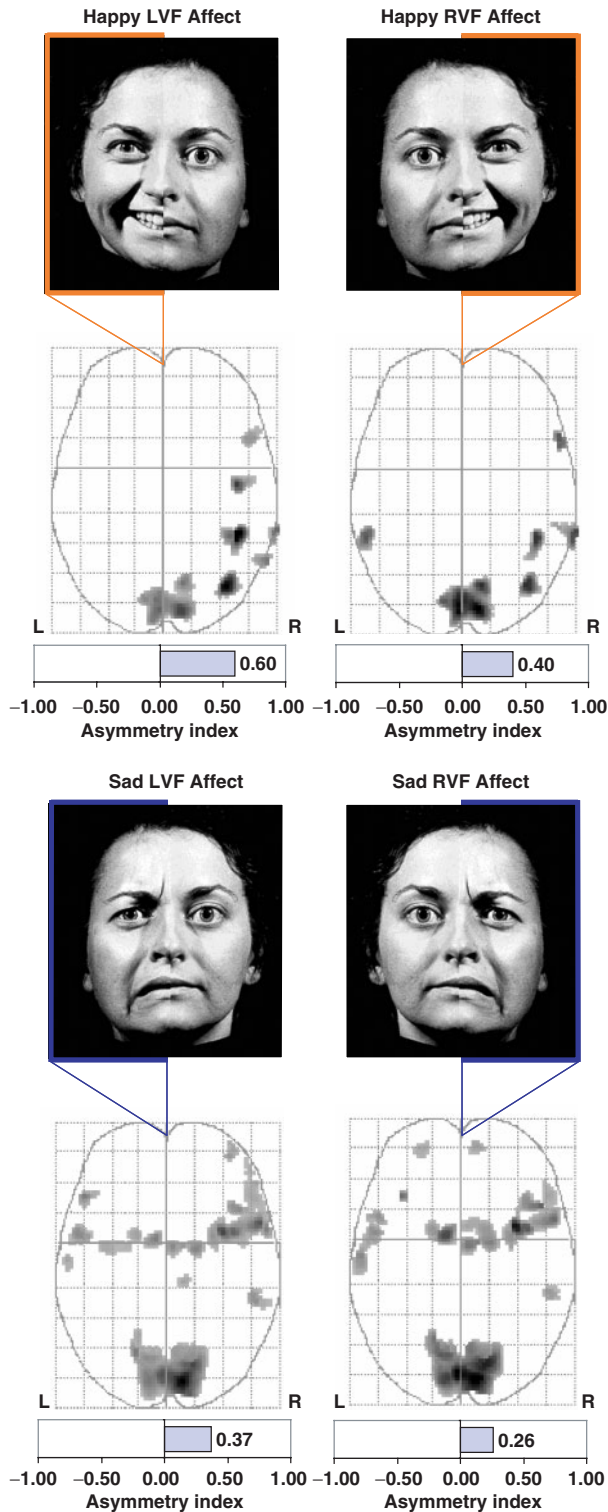 Happy LVF Affect
Happy RVF Affect
L
R
L
R
0.60
0.40
−1.00 −0.50 0.00 0.50 1.00
−1.00 −0.50 0.00 0.50 1.00
Asymmetry index
Asymmetry index
Sad LVF Affect
Sad RVF Affect
L
R
L
R
0.37
0.26
−1.00 −0.50 0.00 0.50 1.00
−1.00 −0.50 0.00 0.50 1.00
Asymmetry index
Asymmetry index